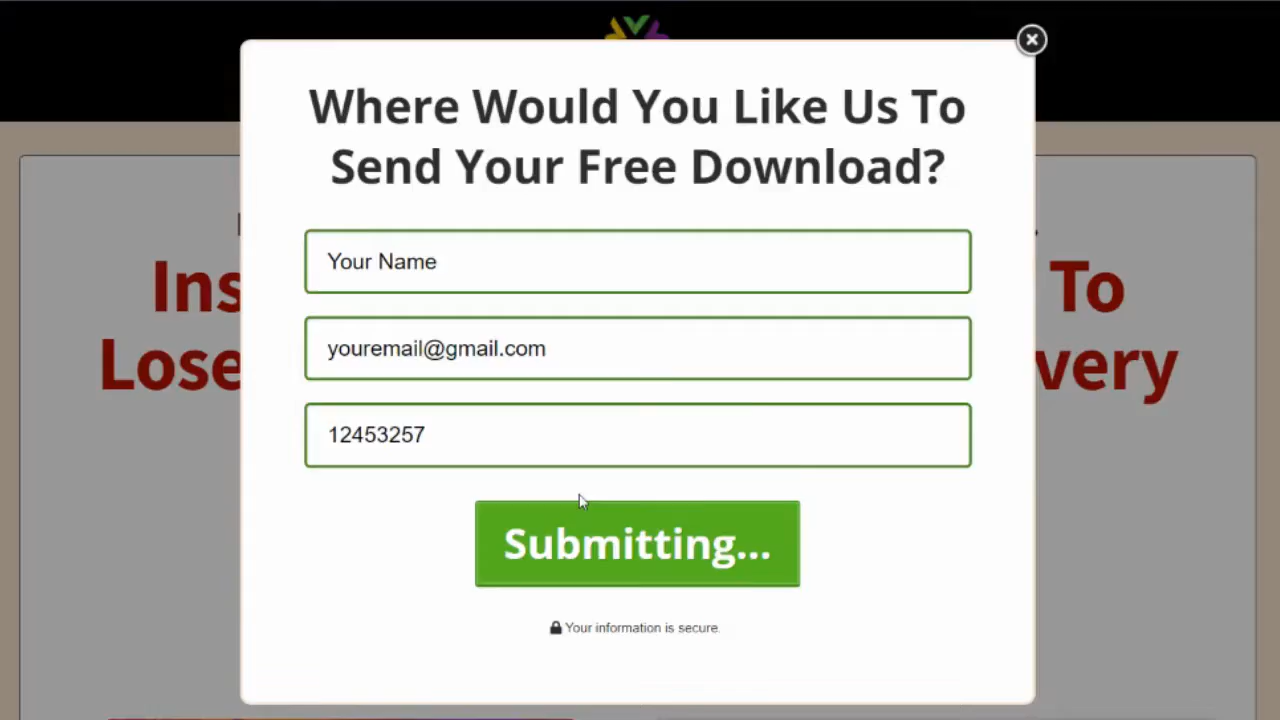 Where Would You Like Us To
Send Your Free Download?
Your Name
To
Lose
very
youremail@gmail.com
12453257
Submitting...
Your information is secure.